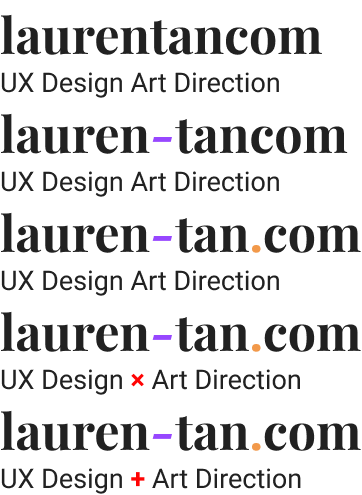 laurentancom
UX Design Art Direction
lauren-tancom
UX Design Art Direction
lauren-tan.com
UX Design Art Direction
lauren-tan.com
UX Design × Art Direction
lauren-tan.com
UX Design + Art Direction